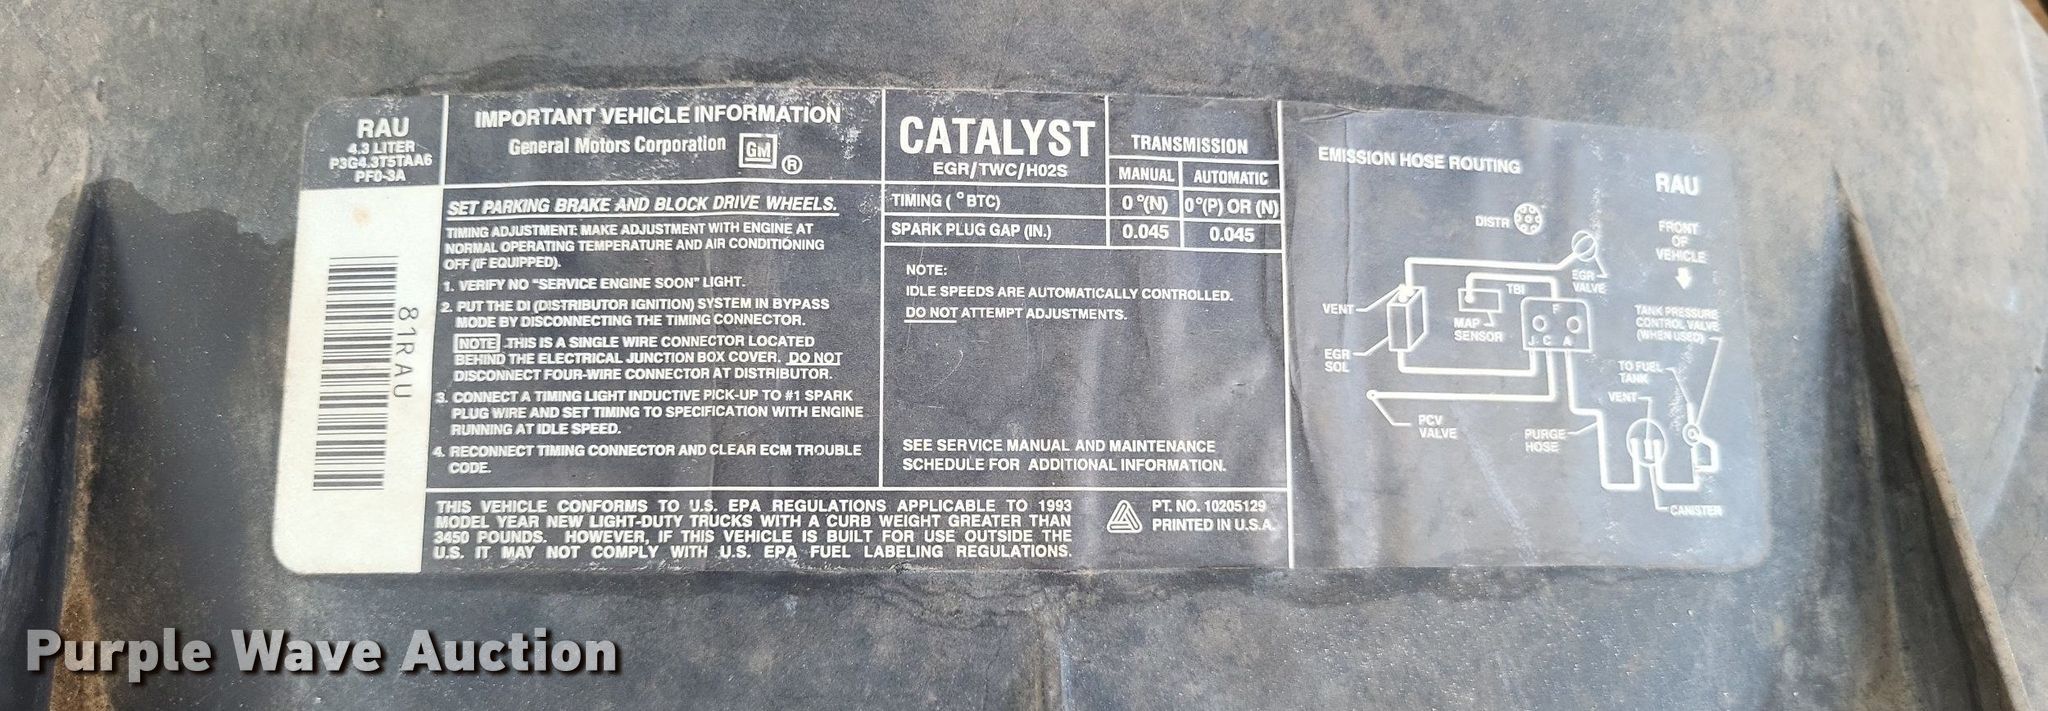 RAU
4.3 LITER
P3G4.3T5TAA6
PF0-3A
81RAU
IMPORTANT VEHICLE INFORMATION
General Motors Corporation GM ®
SET PARKING BRAKE AND BLOCK DRIVE WHEELS.
TIMING ADJUSTMENT: MAKE ADJUSTMENT WITH ENGINE AT
NORMAL OPERATING TEMPERATURE AND AIR CONDITIONING
OFF (IF EQUIPPED).
1. VERIFY NO "SERVICE ENGINE SOON" LIGHT.
2. PUT THE DI (DISTRIBUTOR IGNITION) SYSTEM IN BYPASS
MODE BY DISCONNECTING THE TIMING CONNECTOR.
NOTE THIS IS A SINGLE WIRE CONNECTOR LOCATED
BEHIND THE ELECTRICAL JUNCTION BOX COVER. DO NOT
DISCONNECT FOUR-WIRE CONNECTOR AT DISTRIBUTOR.
3. CONNECT A TIMING LIGHT INDUCTIVE PICK-UP TO #1 SPARK
PLUG WIRE AND SET TIMING TO SPECIFICATION WITH ENGINE
RUNNING AT IDLE SPEED.
4. RECONNECT TIMING CONNECTOR AND CLEAR ECM TROUBLE
CODE.
CATALYST
EGR/TWC/H02S
TRANSMISSION
MANUAL AUTOMATIC
TIMING (°BTC) 0°(N) 0°(P) OR (N)
SPARK PLUG GAP (IN.) 0.045 0.045
NOTE:
IDLE SPEEDS ARE AUTOMATICALLY CONTROLLED.
DO NOT ATTEMPT ADJUSTMENTS.
SEE SERVICE MANUAL AND MAINTENANCE
SCHEDULE FOR ADDITIONAL INFORMATION.
THIS VEHICLE CONFORMS TO U.S. EPA REGULATIONS APPLICABLE TO 1993
MODEL YEAR NEW LIGHT-DUTY TRUCKS WITH A CURB WEIGHT GREATER THAN
3450 POUNDS. HOWEVER, IF THIS VEHICLE IS BUILT FOR USE OUTSIDE THE
U.S. IT MAY NOT COMPLY WITH U.S. EPA FUEL LABELING REGULATIONS.
PT. NO. 10205129
PRINTED IN U.S.A.
EMISSION HOSE ROUTING
RAU
FRONT
OF
VEHICLE
DISTR
EGR
VALVE
TBI
VENT
MAP
SENSOR
F
J C A
EGR
SOL
TANK PRESSURE
CONTROL VALVE
(WHEN USED)
TO FUEL
TANK
VENT
PCV
VALVE
PURGE
HOSE
CANISTER
Purple Wave Auction